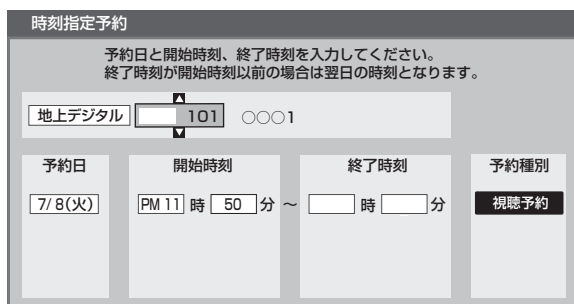 時刻指定予約
予約日と開始時刻、終了時刻を入力してください。
終了時刻が開始時刻以前の場合は翌日の時刻となります。
地上デジタル 101 ○○○1
予約日 開始時刻 終了時刻 予約種別
7/ 8(火) PM 11 時 50 分 ~ 時 分 視聴予約